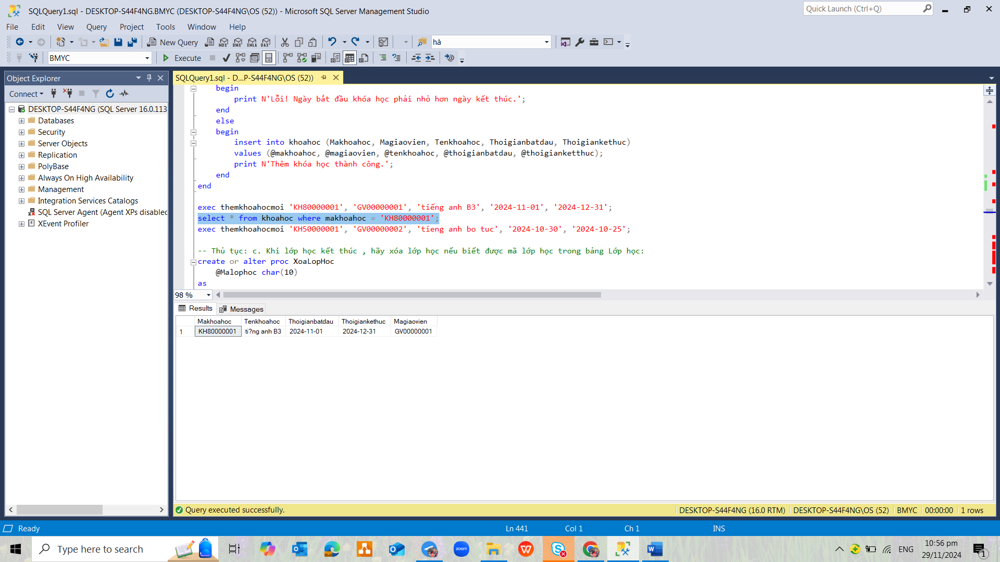 SQLQuery1.sql - DESKTOP-S44F4NG.BMYC (DESKTOP-S44F4NG\OS (52)) - Microsoft SQL Server Management Studio
Quick Launch (Ctrl+Q)
File Edit View Query Project Tools Window Help
New Query MDX DMX XMLA DAX hà
BMYC Execute
Object Explorer
Connect
DESKTOP-S44F4NG (SQL Server 16.0.113
Databases
Security
Server Objects
Replication
PolyBase
Always On High Availability
Management
Integration Services Catalogs
SQL Server Agent (Agent XPs disablec
XEvent Profiler
SQLQuery1.sql - D...P-S44F4NG\OS (52))
begin
print N'Lỗi! Ngày bắt đầu khóa học phải nhỏ hơn ngày kết thúc.';
end
else
begin
insert into khoahoc (Makhoahoc, Magiaovien, Tenkhoahoc, Thoigianbatdau, Thoigiankethuc)
values (@makhoahoc, @magiaovien, @tenkhoahoc, @thoigianbatdau, @thoigianketthuc);
print N'Thêm khóa học thành công.';
end
end
exec themkhoahocmoi 'KH80000001', 'GV00000001', 'tiếng anh B3', '2024-11-01', '2024-12-31';
select * from khoahoc where makhoahoc = 'KH80000001';
exec themkhoahocmoi 'KH50000001', 'GV00000002', 'tieng anh bo tuc', '2024-10-30', '2024-10-25';
-- Thủ tục: c. Khi lớp học kết thúc , hãy xóa lớp học nếu biết được mã lớp học trong bảng Lớp học:
create or alter proc XoaLopHoc
@Malophoc char(10)
as
98 %
Results Messages
Makhoahoc Tenkhoahoc Thoigianbatdau Thoigiankethuc Magiaovien
1 KH80000001 ti?ng anh B3 2024-11-01 2024-12-31 GV00000001
Query executed successfully. DESKTOP-S44F4NG (16.0 RTM) DESKTOP-S44F4NG\OS (52) BMYC 00:00:00 1 rows
Ready Ln 441 Col 1 Ch 1 INS
Type here to search
zoom
ENG
10:56 pm
29/11/2024
1